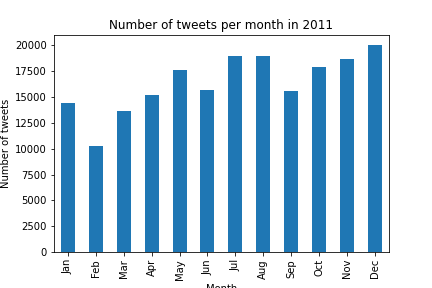 Number of tweets per month in 2011
Number of tweets
20000
17500
15000
12500
10000
7500
5000
2500
0
Jan
Feb
Mar
Apr
May
Jun
Jul
Aug
Sep
Oct
Nov
Dec
Month